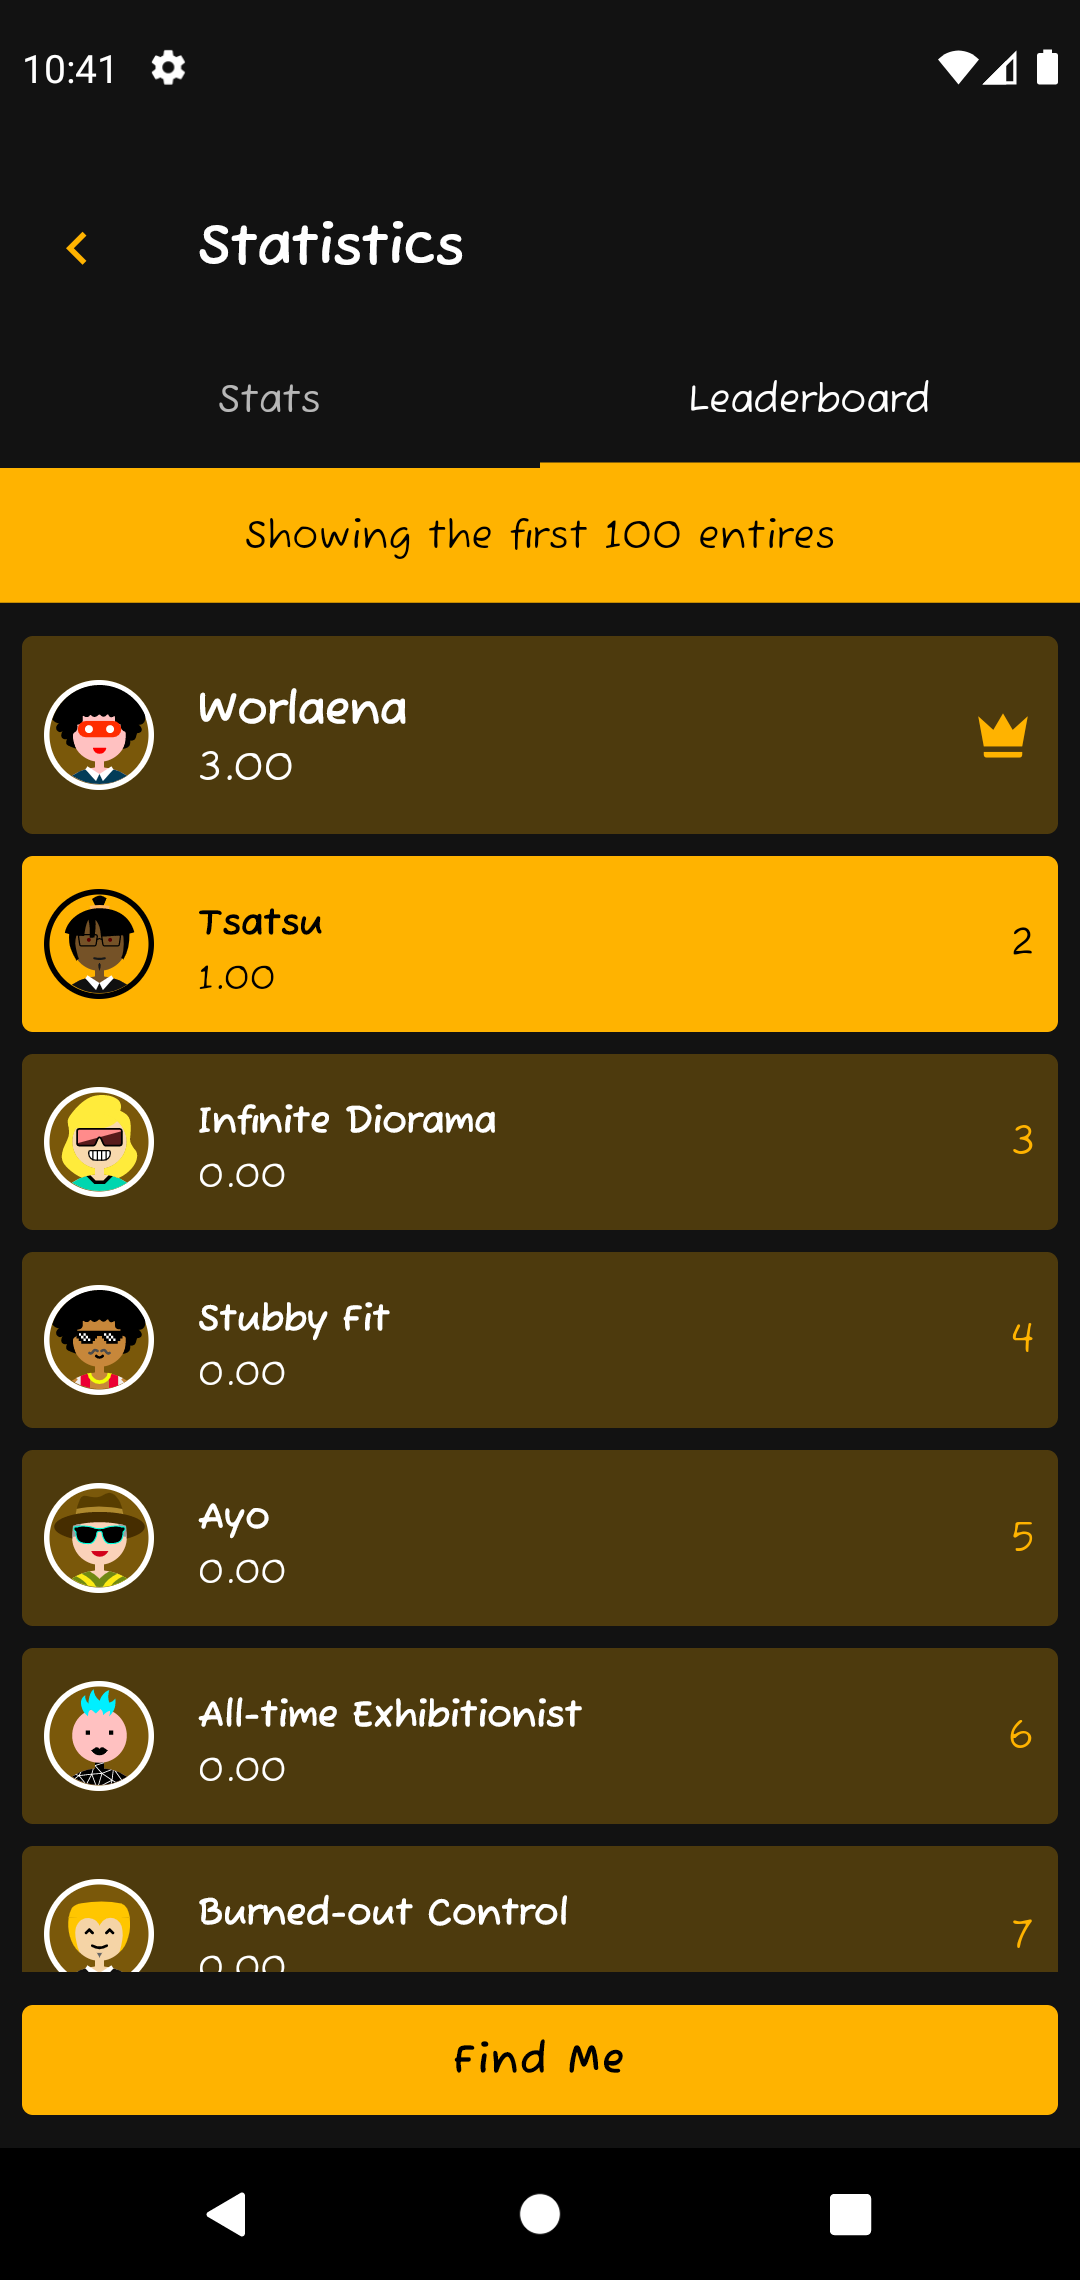 10:41
Statistics
Stats
Leaderboard
Showing the first 100 entires
Worlaena
3.00
Tsatsu
1.00
2
Infinite Diorama
0.00
3
Stubby Fit
0.00
4
Ayo
0.00
5
All-time Exhibitionist
0.00
6
Burned-out Control
0.00
7
Find Me